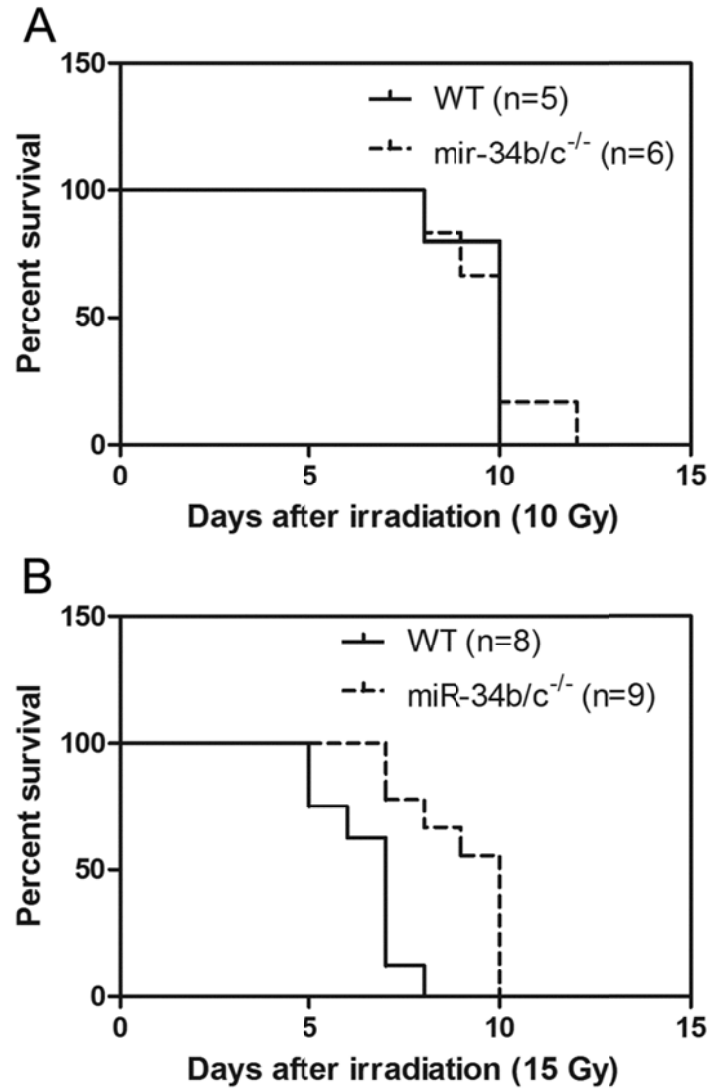 A
150
WT (n=5)
mir-34b/c-/- (n=6)
100
Percent survival
50
0
0 5 10 15
Days after irradiation (10 Gy)
B
150
WT (n=8)
miR-34b/c-/- (n=9)
100
Percent survival
50
0
0 5 10 15
Days after irradiation (15 Gy)